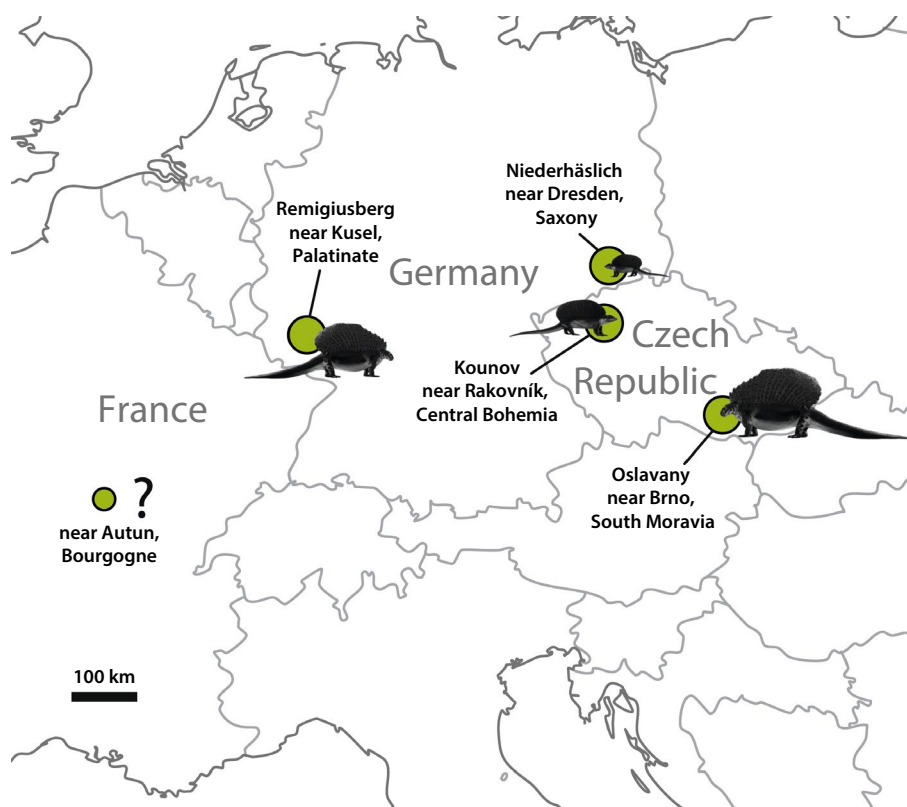 Niederhäslich
near Dresden,
Saxony
Remigiusberg
near Kusel,
Palatinate
Germany
Czech
Republic
Kounov
near Rakovník,
Central Bohemia
France
Oslavany
near Brno,
South Moravia
?
near Autun,
Bourgogne
100 km